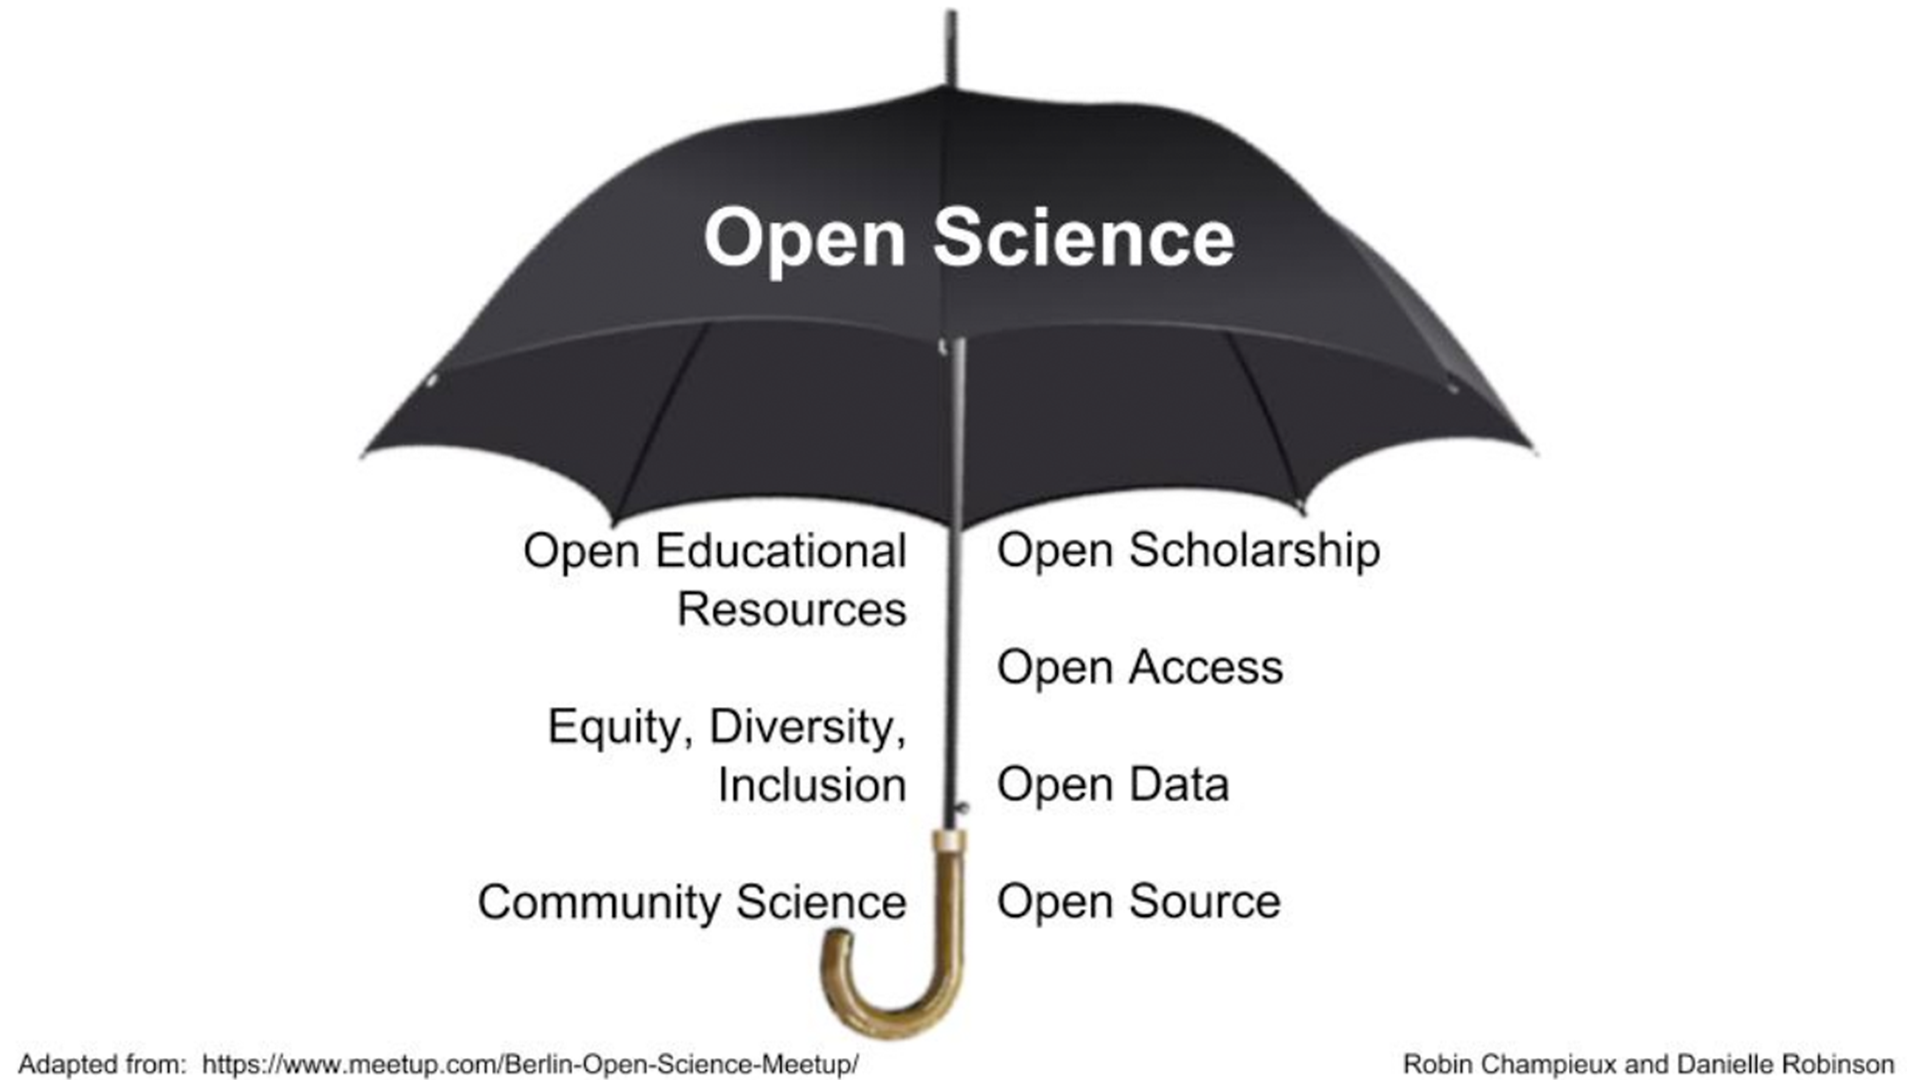 Open Science
Open Educational
Resources
Equity, Diversity,
Inclusion
Community Science
Open Scholarship
Open Access
Open Data
Open Source
Adapted from:  https://www.meetup.com/Berlin-Open-Science-Meetup/
Robin Champieux and Danielle Robinson